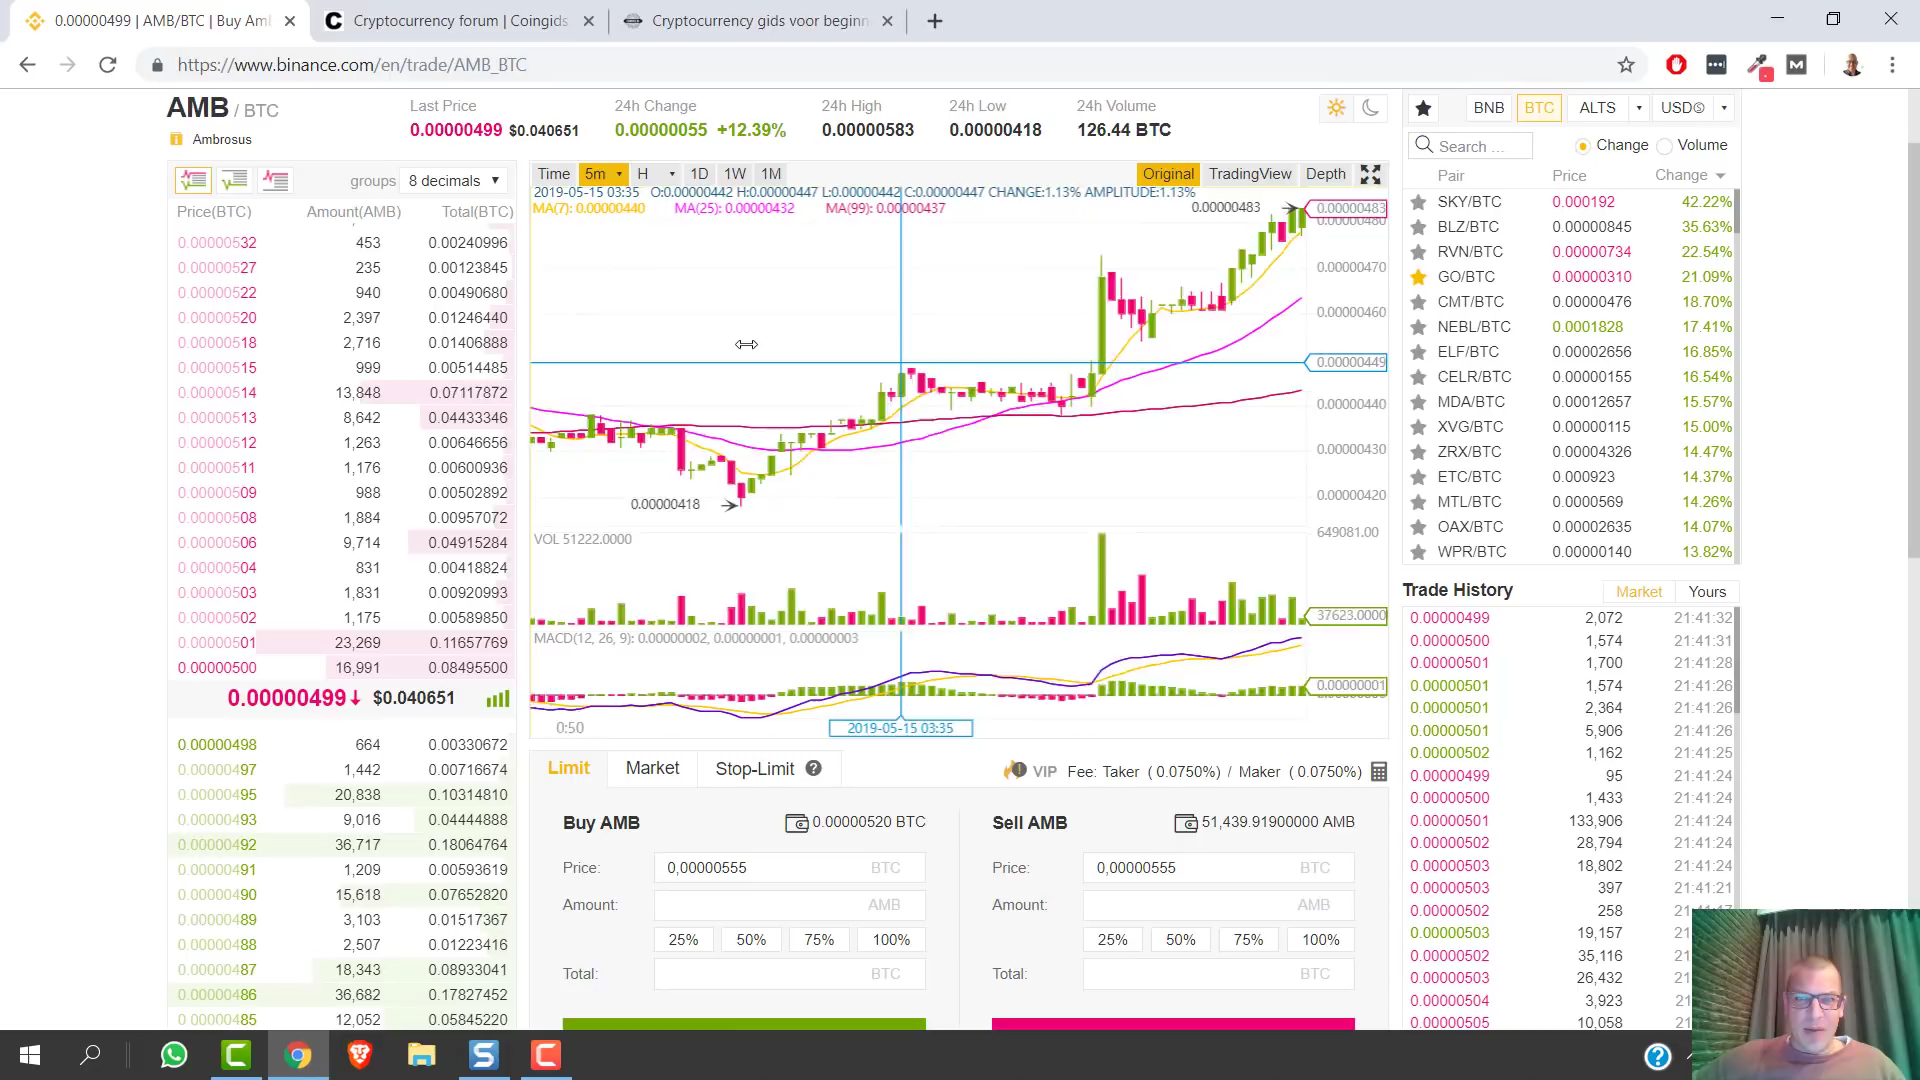 0.00000499 | AMB/BTC | Buy Amb
Cryptocurrency forum | Coingids
Cryptocurrency gids voor beginn
https://www.binance.com/en/trade/AMB_BTC
AMB / BTC
Ambrosus
Last Price
0.00000499 $0.040651
24h Change
0.00000055 +12.39%
24h High
0.00000583
24h Low
0.00000418
24h Volume
126.44 BTC
groups 8 decimals
Price(BTC) Amount(AMB) Total(BTC)
0.00000532 453 0.00240996
0.00000527 235 0.00123845
0.00000522 940 0.00490680
0.00000520 2,397 0.01246440
0.00000518 2,716 0.01406888
0.00000515 999 0.00514485
0.00000514 13,848 0.07117872
0.00000513 8,642 0.04433346
0.00000512 1,263 0.00646656
0.00000511 1,176 0.00600936
0.00000509 988 0.00502892
0.00000508 1,884 0.00957072
0.00000506 9,714 0.04915284
0.00000504 831 0.00418824
0.00000503 1,831 0.00920993
0.00000502 1,175 0.00589850
0.00000501 23,269 0.11657769
0.00000500 16,991 0.08495500
0.00000499 $0.040651
0.00000498 664 0.00330672
0.00000497 1,442 0.00716674
0.00000495 20,838 0.10314810
0.00000493 9,016 0.04444888
0.00000492 36,717 0.18064764
0.00000491 1,209 0.00593619
0.00000490 15,618 0.07652820
0.00000489 3,103 0.01517367
0.00000488 2,507 0.01223416
0.00000487 18,343 0.08933041
0.00000486 36,682 0.17827452
0.00000485 12,052 0.05845220
Time 5m H 1D 1W 1M Original TradingView Depth
2019-05-15 03:35 O:0.00000442 H:0.00000447 L:0.00000442 C:0.00000447 CHANGE:1.13% AMPLITUDE:1.13%
MA(7): 0.00000440 MA(25): 0.00000432 MA(99): 0.00000437
0.00000483
0.00000483
0.00000480
0.00000470
0.00000460
0.00000449
0.00000440
0.00000430
0.00000420
0.00000418
VOL 51222.0000
649081.00
37623.0000
MACD(12, 26, 9): 0.00000002, 0.00000001, 0.00000003
0.00000001
0:50
2019-05-15 03:35
Limit Market Stop-Limit ?
VIP Fee: Taker ( 0.0750%) / Maker ( 0.0750%)
Buy AMB 0.00000520 BTC
Price: 0,00000555 BTC
Amount: AMB
25% 50% 75% 100%
Total: BTC
Sell AMB 51,439.91900000 AMB
Price: 0,00000555 BTC
Amount: AMB
25% 50% 75% 100%
Total: BTC
BNB BTC ALTS USDⓈ
Search ... Change Volume
Pair Price Change
SKY/BTC 0.000192 42.22%
BLZ/BTC 0.00000845 35.63%
RVN/BTC 0.00000734 22.54%
GO/BTC 0.00000310 21.09%
CMT/BTC 0.00000476 18.70%
NEBL/BTC 0.0001828 17.41%
ELF/BTC 0.00002656 16.85%
CELR/BTC 0.00000155 16.54%
MDA/BTC 0.00012657 15.57%
XVG/BTC 0.00000115 15.00%
ZRX/BTC 0.00004326 14.47%
ETC/BTC 0.000923 14.37%
MTL/BTC 0.0000569 14.26%
OAX/BTC 0.00002635 14.07%
WPR/BTC 0.00000140 13.82%
Trade History Market Yours
0.00000499 2,072 21:41:32
0.00000500 1,574 21:41:31
0.00000501 1,700 21:41:28
0.00000501 1,574 21:41:26
0.00000501 2,364 21:41:26
0.00000501 5,906 21:41:26
0.00000502 1,162 21:41:25
0.00000499 95 21:41:24
0.00000500 1,433 21:41:24
0.00000501 133,906 21:41:24
0.00000502 28,794 21:41:24
0.00000503 18,802 21:41:24
0.00000503 397 21:41:21
0.00000502 258
0.00000503 19,157
0.00000502 35,116
0.00000503 26,432
0.00000504 3,923
0.00000505 10,058